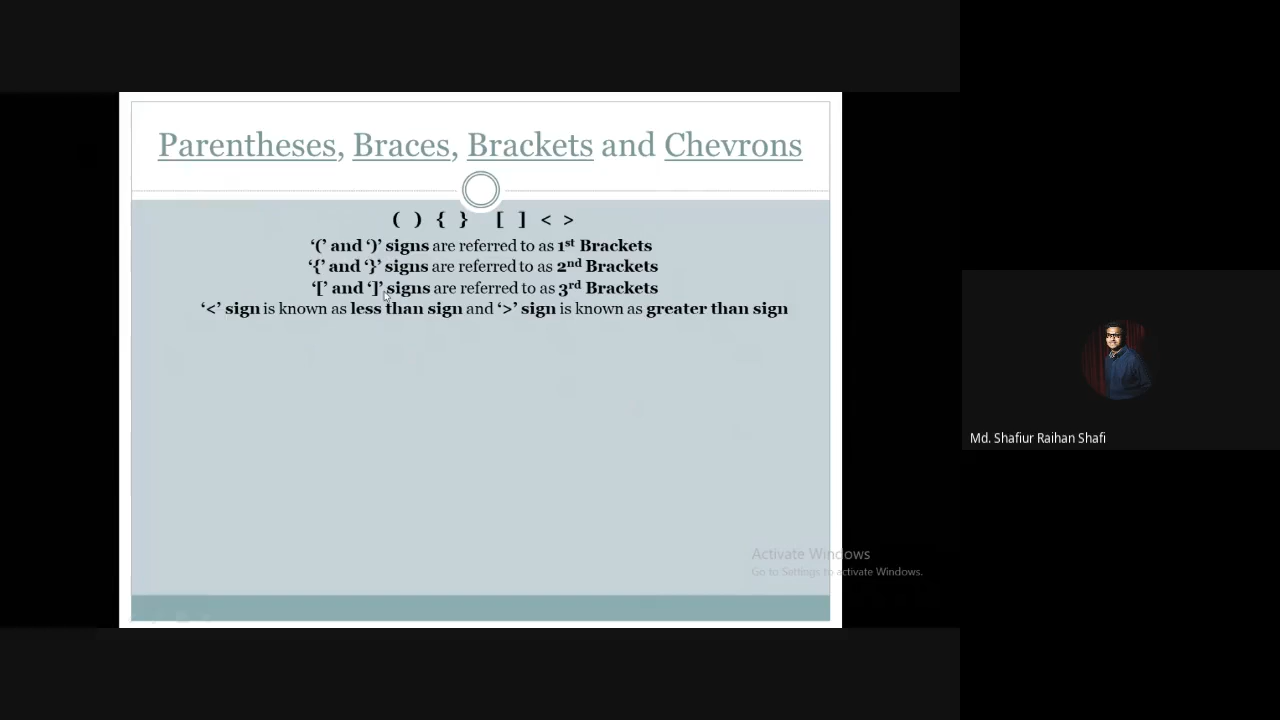 Parentheses, Braces, Brackets and Chevrons
( ) { } [ ] < >
‘(’ and ‘)’ signs are referred to as 1st Brackets
‘{’ and ‘}’ signs are referred to as 2nd Brackets
‘[’ and ‘]’ signs are referred to as 3rd Brackets
‘<’ sign is known as less than sign and ‘>’ sign is known as greater than sign
Md. Shafiur Raihan Shafi
Activate Windows
Go to Settings to activate Windows.